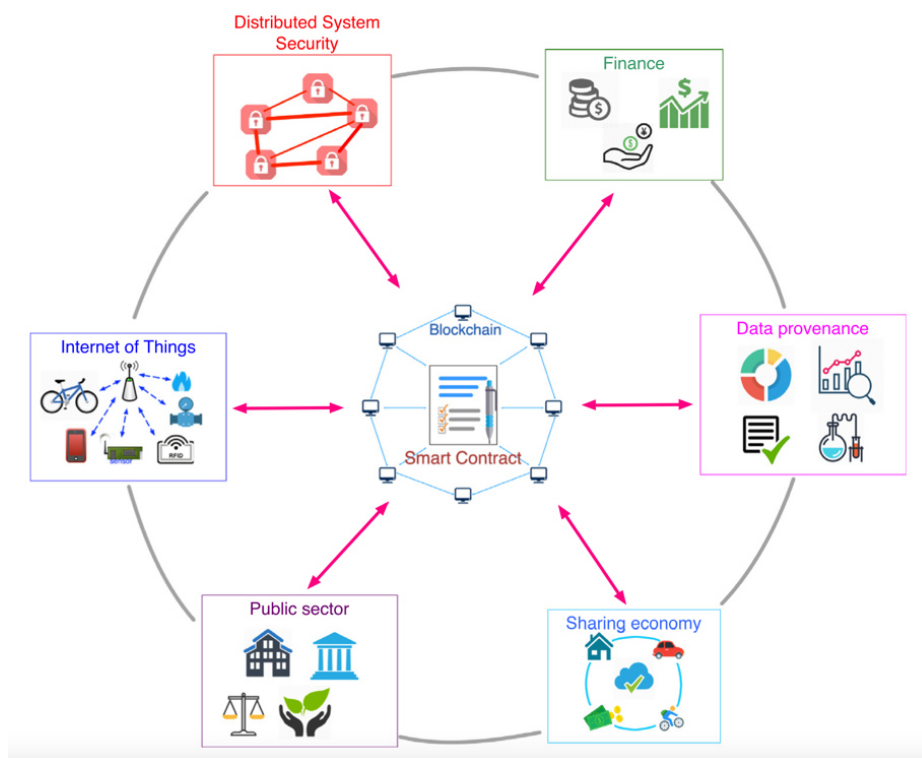 Distributed System
Security
Finance
Blockchain
Smart Contract
Internet of Things
RFID
Data provenance
Public sector
Sharing economy